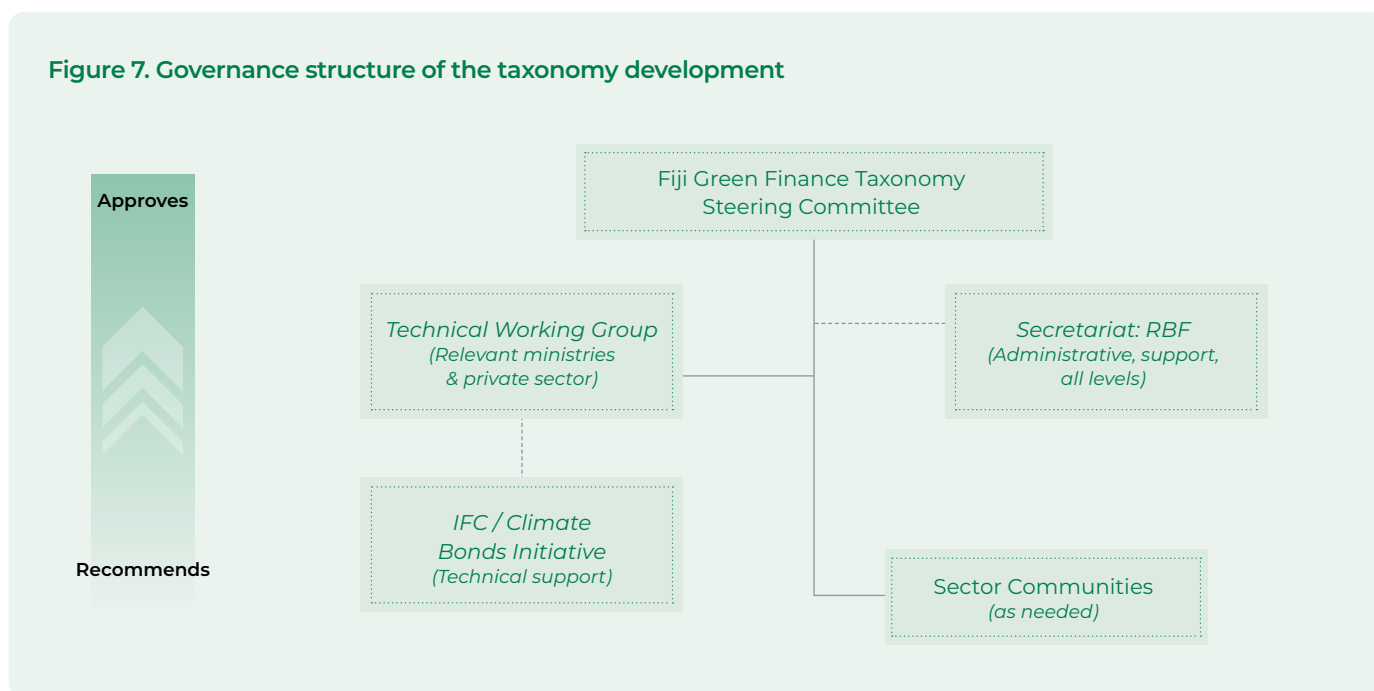 Figure 7. Governance structure of the taxonomy development
Approves
Recommends
Fiji Green Finance Taxonomy
Steering Committee
Technical Working Group
(Relevant ministries
& private sector)
Secretariat: RBF
(Administrative, support,
all levels)
IFC / Climate
Bonds Initiative
(Technical support)
Sector Communities
(as needed)